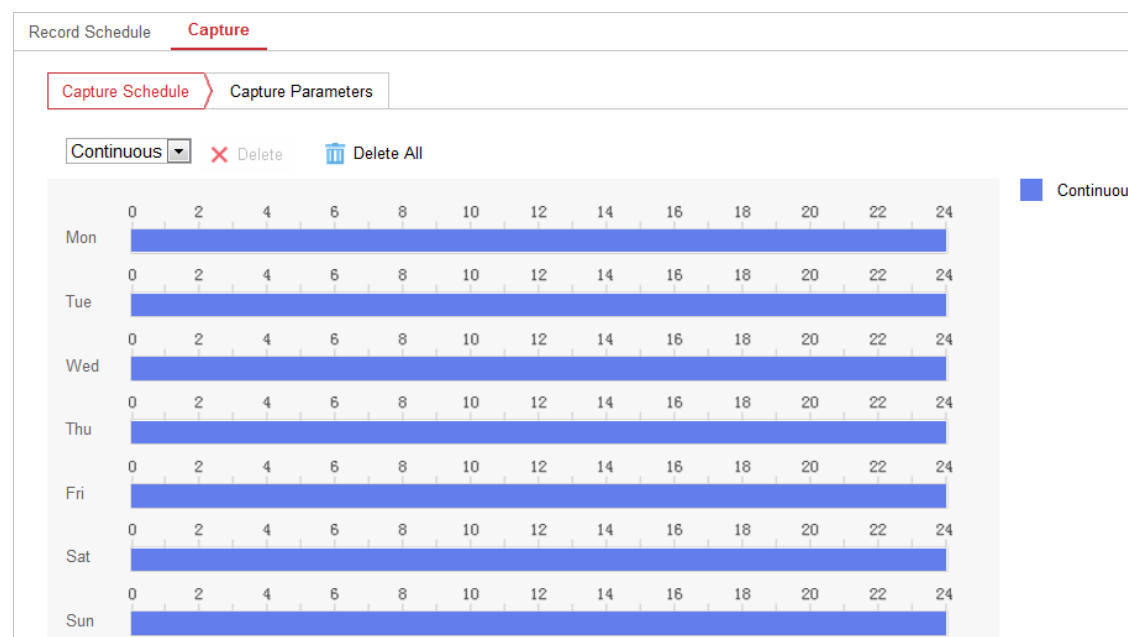 Record Schedule Capture
Capture Schedule Capture Parameters
Continuous Delete Delete All
Continuou
0 2 4 6 8 10 12 14 16 18 20 22 24
Mon
0 2 4 6 8 10 12 14 16 18 20 22 24
Tue
0 2 4 6 8 10 12 14 16 18 20 22 24
Wed
0 2 4 6 8 10 12 14 16 18 20 22 24
Thu
0 2 4 6 8 10 12 14 16 18 20 22 24
Fri
0 2 4 6 8 10 12 14 16 18 20 22 24
Sat
0 2 4 6 8 10 12 14 16 18 20 22 24
Sun